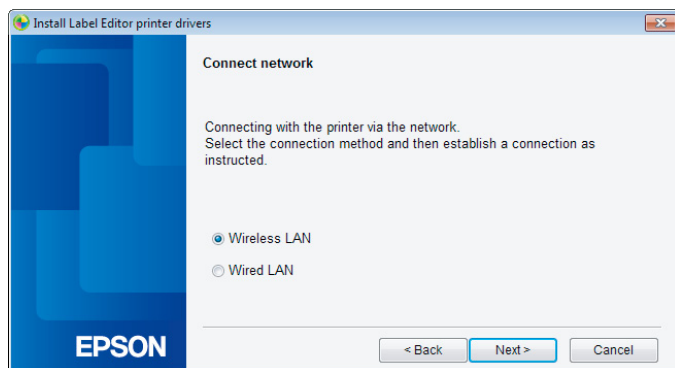 Install Label Editor printer drivers
Connect network
Connecting with the printer via the network.
Select the connection method and then establish a connection as
instructed.
Wireless LAN
Wired LAN
EPSON
< Back
Next >
Cancel